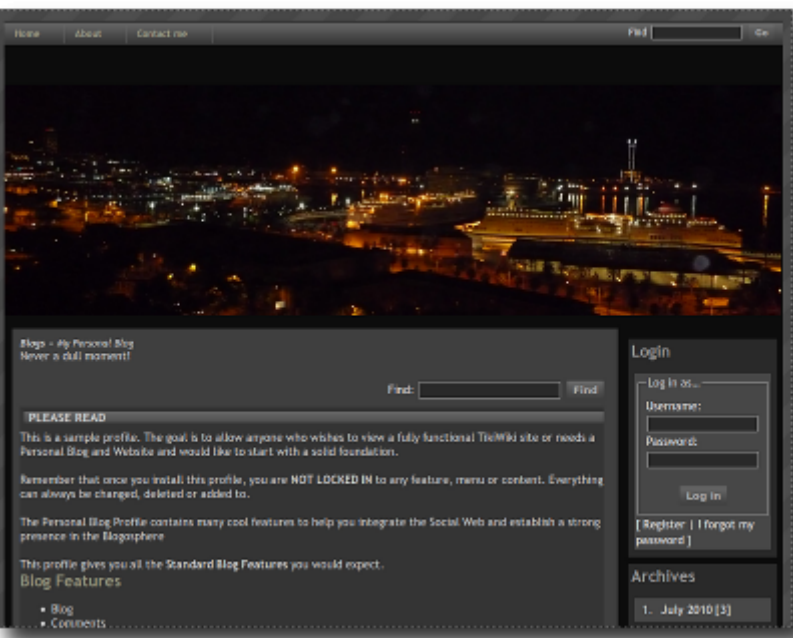 Home About Contact me Find Go
Blogs - My Personal Blog
Never a dull moment!
Find: Find
PLEASE READ
This is a sample profile. The goal is to allow anyone who wishes to view a fully functional TikiWiki site or needs a
Personal Blog and Website and would like to start with a solid foundation.
Remember that once you install this profile, you are NOT LOCKED IN to any feature, menu or content. Everything
can always be changed, deleted or added to.
The Personal Blog Profile contains many cool features to help you integrate the Social Web and establish a strong
presence in the Blogosphere
This profile gives you all the Standard Blog Features you would expect.
Blog Features
• Blog
• Comments
Login
Log in as...
Username:
Password:
Log in
[ Register | I forgot my
password ]
Archives
1. July 2010 [3]